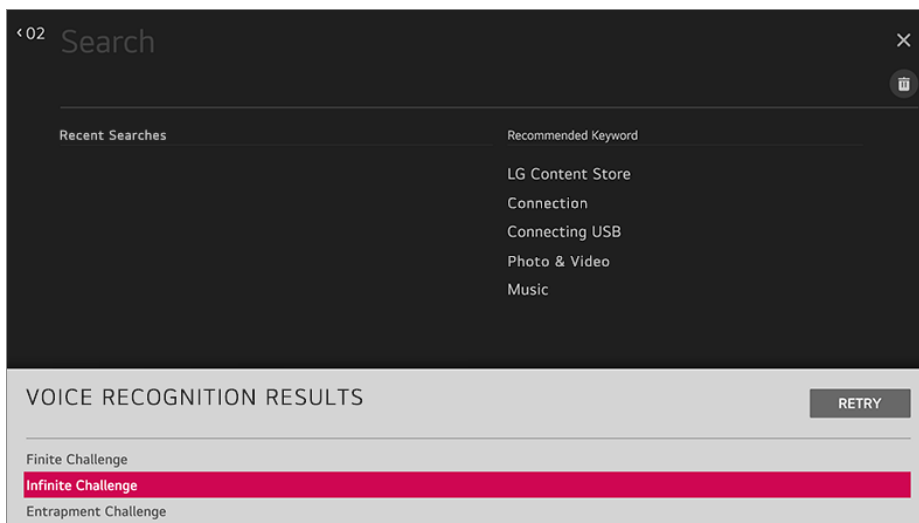 ‹02
Search
Recent Searches
Recommended Keyword
LG Content Store
Connection
Connecting USB
Photo & Video
Music
VOICE RECOGNITION RESULTS
RETRY
Finite Challenge
Infinite Challenge
Entrapment Challenge